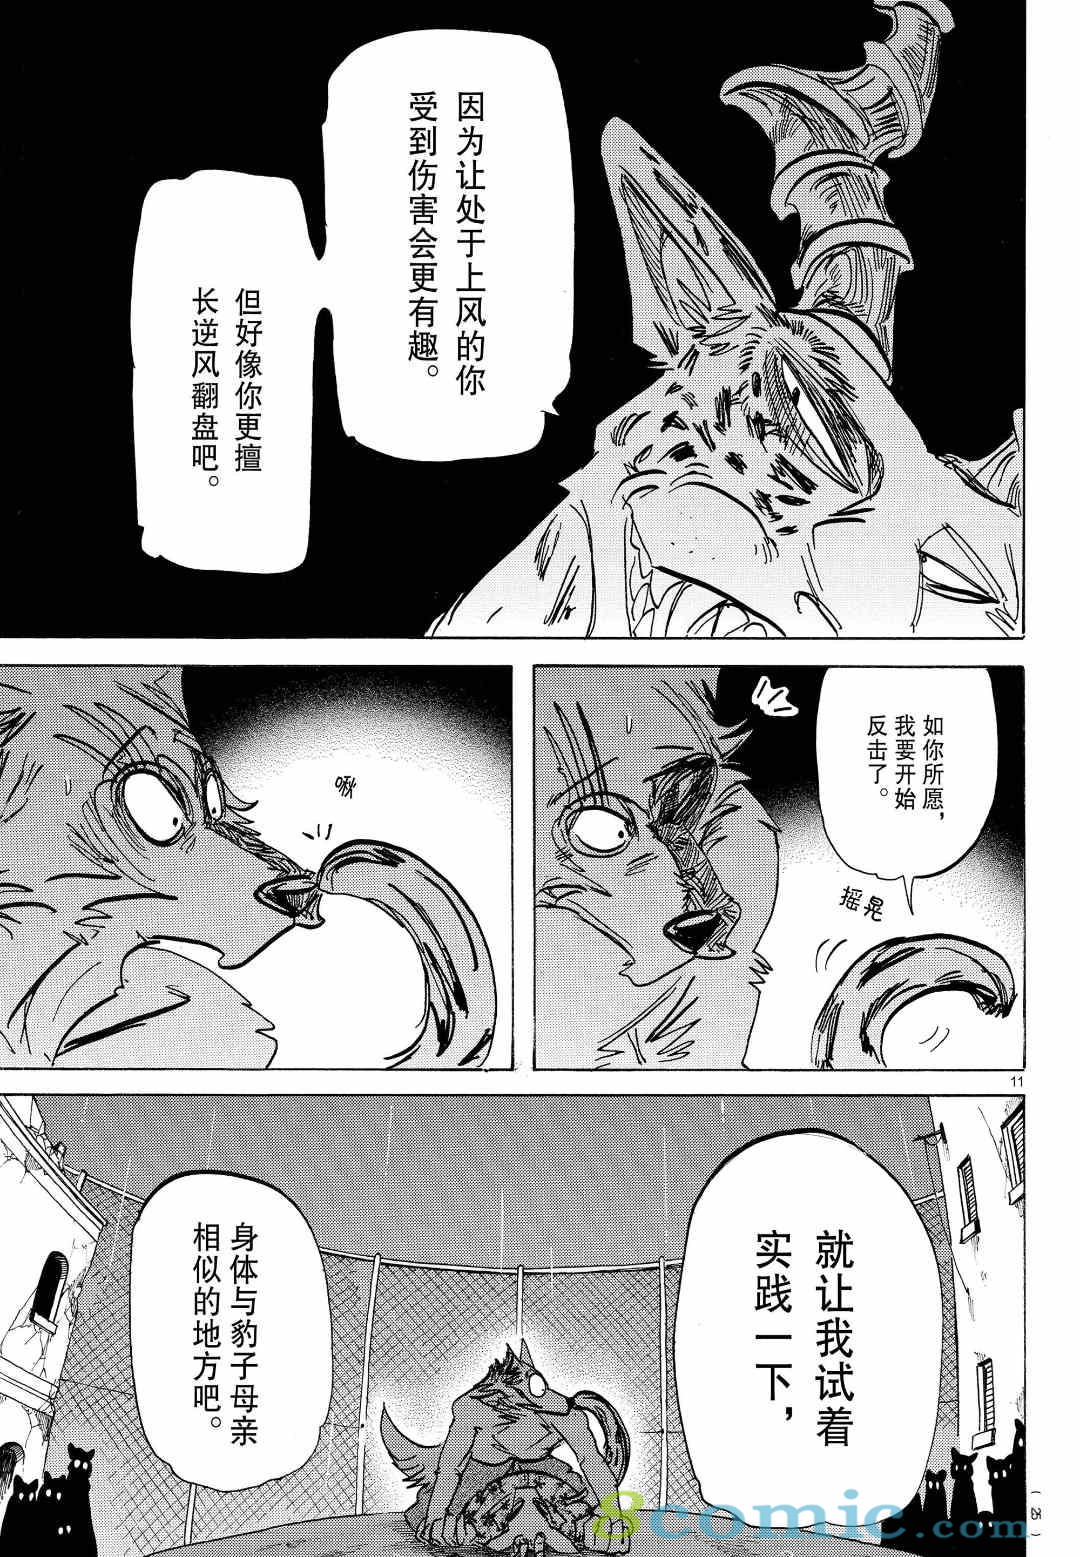 因为让处于上风的你
受到伤害会更有趣。
但好像你更擅
长逆风翻盘吧。
如你所愿，
我要开始
反击了。
摇晃
啾
11
就让我试着
实践一下，
身体与豹子母亲
相似的地方吧。
8comic.com